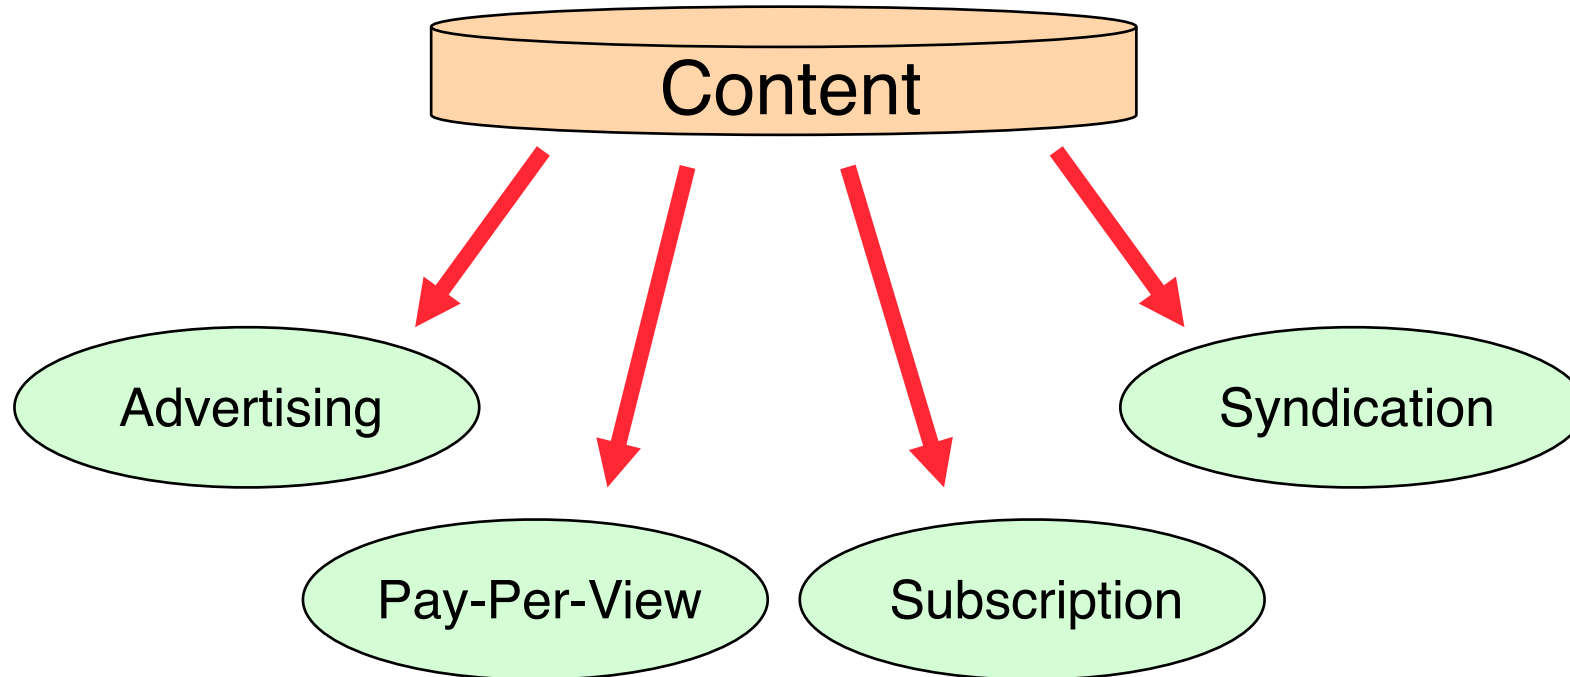 Content
Advertising
Syndication
Pay-Per-View
Subscription